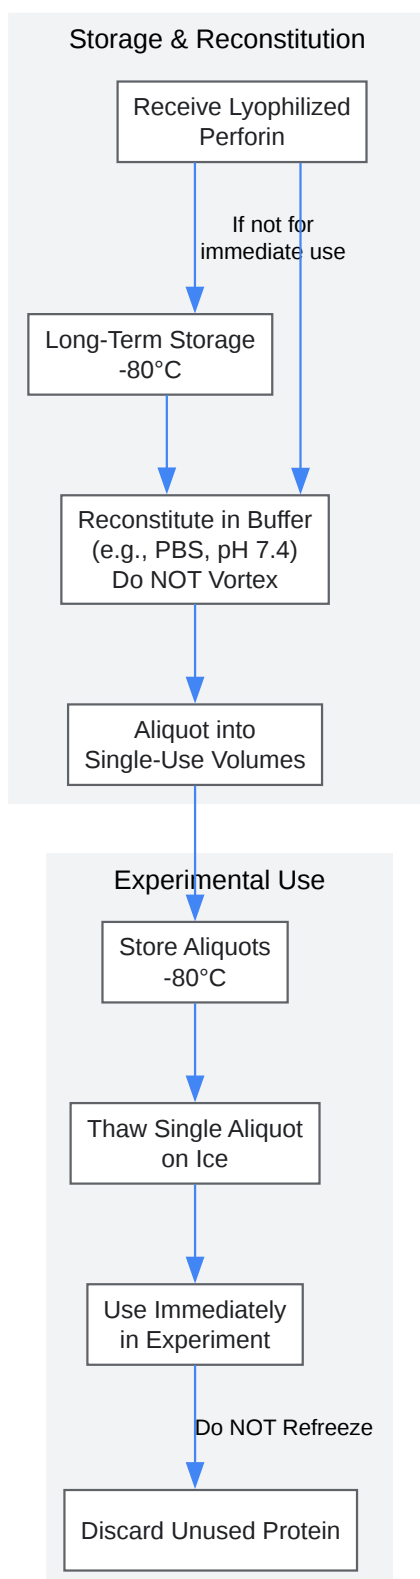 Storage & Reconstitution
Receive Lyophilized
Perforin
If not for
immediate use
Long-Term Storage
-80°C
Reconstitute in Buffer
(e.g., PBS, pH 7.4)
Do NOT Vortex
Aliquot into
Single-Use Volumes
Experimental Use
Store Aliquots
-80°C
Thaw Single Aliquot
on Ice
Use Immediately
in Experiment
Do NOT Refreeze
Discard Unused Protein